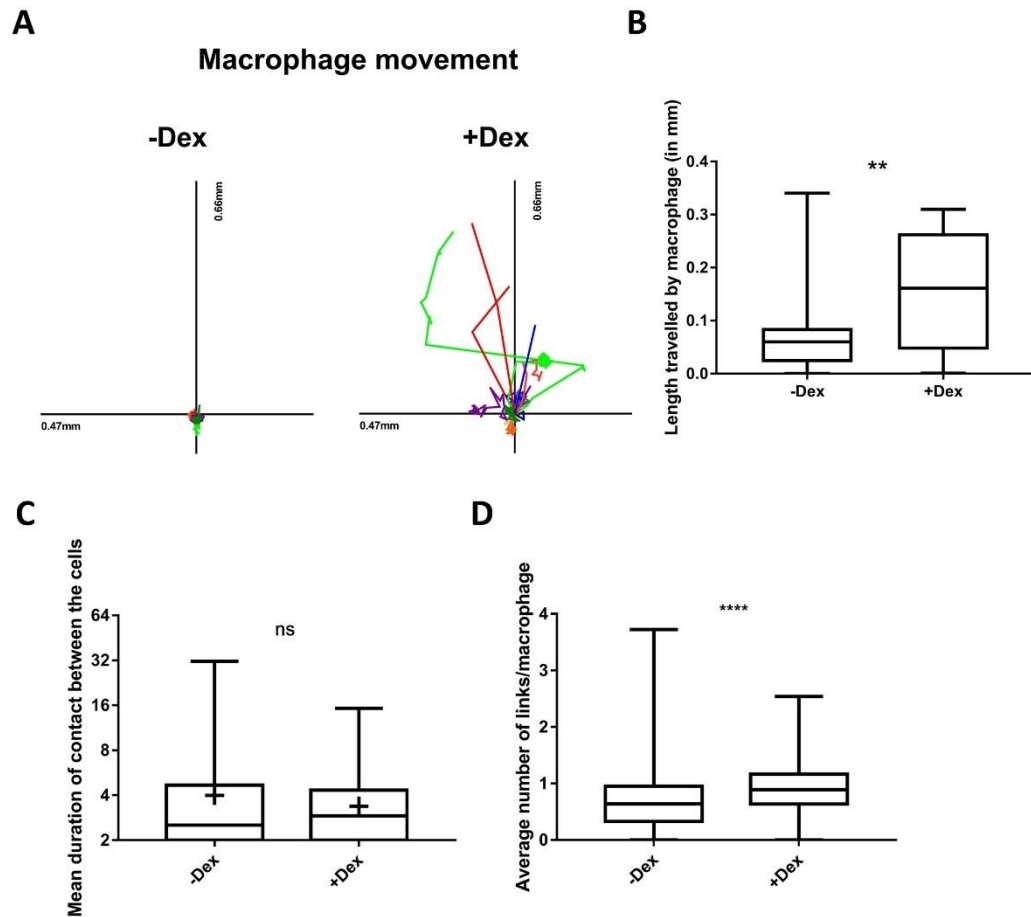 A
Macrophage movement
-Dex
+Dex
0.66mm
0.47mm
0.66mm
0.47mm
B
Length travelled by macrophage (in mm)
**
0.4
0.3
0.2
0.1
0.0
-Dex
+Dex
C
Mean duration of contact between the cells
ns
64
32
16
8
4
2
-Dex
+Dex
D
Average number of links/macrophage
****
4
3
2
1
0
-Dex
+Dex